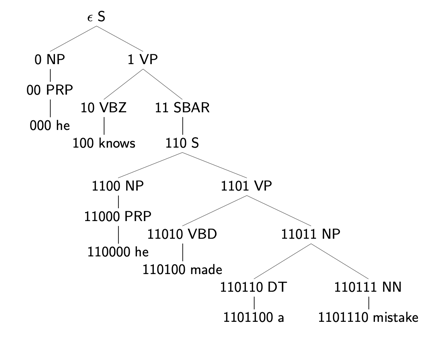 ϵ S
0 NP 1 VP
00 PRP 10 VBZ 11 SBAR
000 he 100 knows 110 S
1100 NP 1101 VP
11000 PRP 11010 VBD 11011 NP
110000 he 110100 made
110110 DT 110111 NN
1101100 a 1101110 mistake